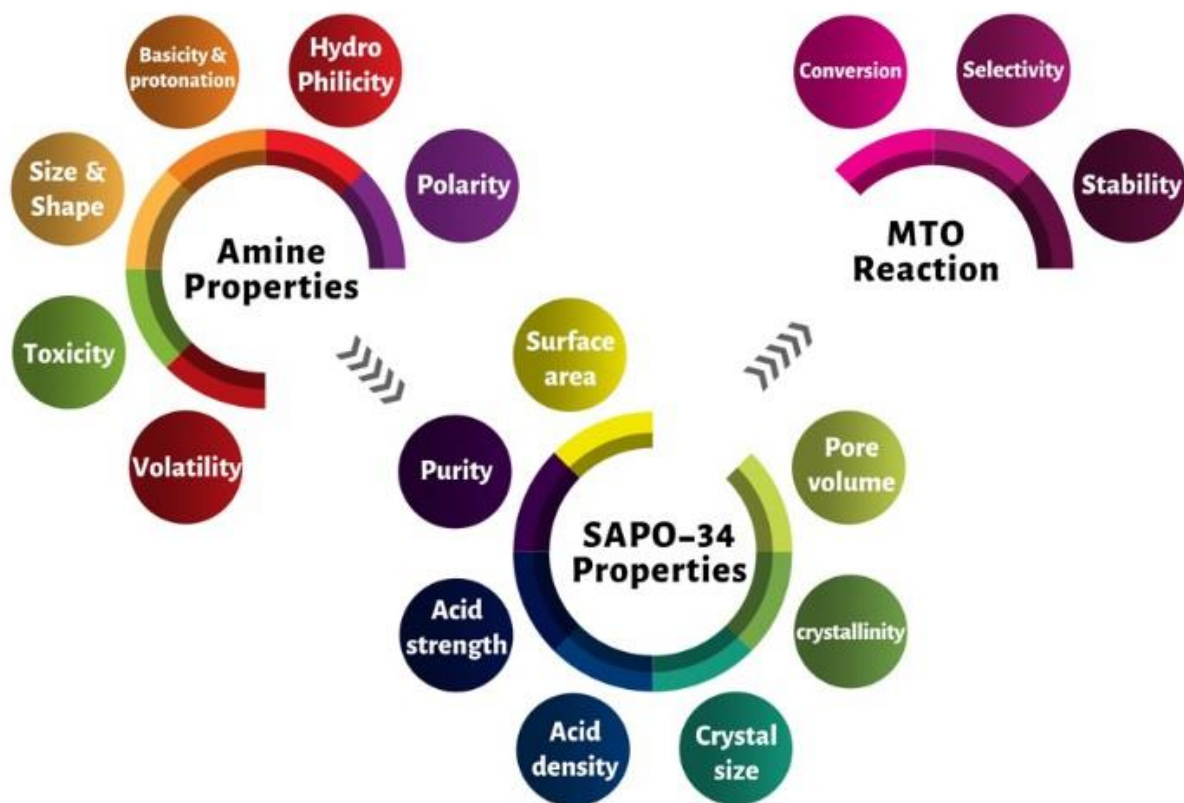 Basicity &
protonation
Hydro
Philicity
Size &
Shape
Polarity
Amine
Properties
Toxicity
Volatility
Conversion
Selectivity
Stability
MTO
Reaction
Surface
area
Purity
Pore
volume
SAPO-34
Properties
Acid
strength
crystallinity
Acid
density
Crystal
size